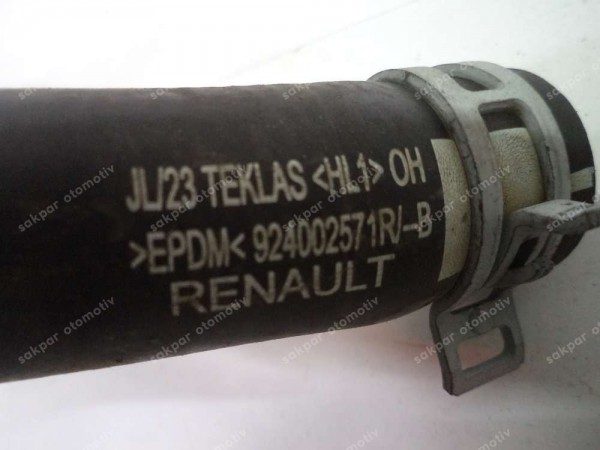 JL/23 TEKLAS <HL1> OH
>EPDM< 924002571R/--B
RENAULT
sakpar otomotiv